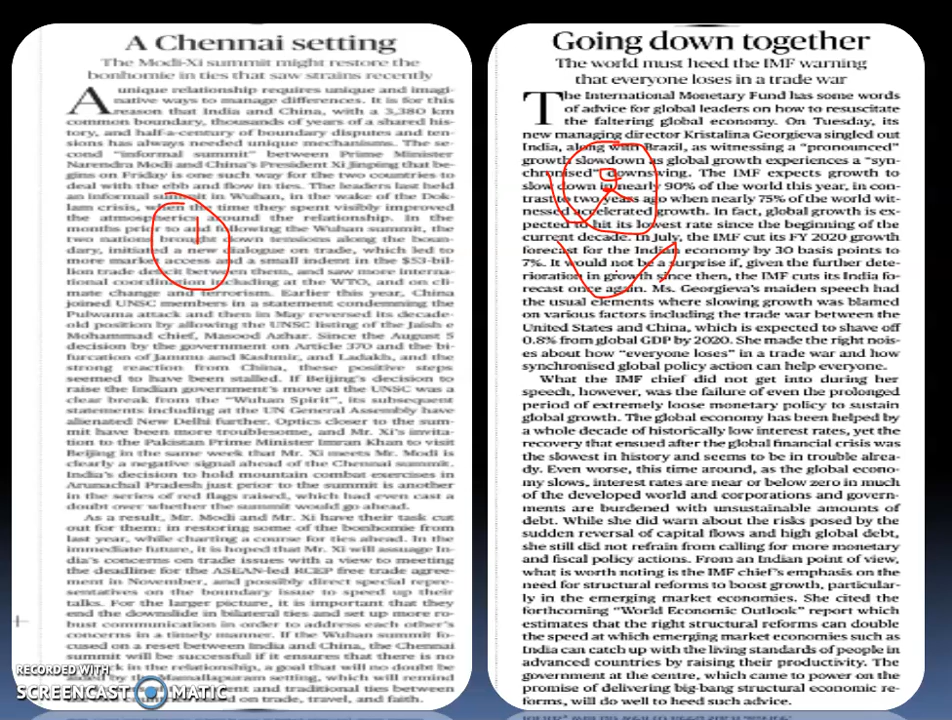 A Chennai setting
The Modi-Xi summit might restore the
bonhomie in ties that saw strains recently
A unique relationship requires unique and imagi-
native ways to manage differences. It is for this
reason that India and China, with a 3,380 km
common boundary, thousands of years of a shared his-
tory, and half-a-century of boundary disputes and ten-
sions has always needed unique mechanisms. The se-
cond "informal summit" between Prime Minister
Narendra Modi and China's President Xi Jinping that be-
gins on Friday is one such way for the two countries to
deal with the ebb and flow in ties. The leaders last held
an informal summit in Wuhan, in the wake of the Dok-
lam crisis, when the time they spent visibly improved
the atmospherics around the relationship. In the
months prior to and following the Wuhan summit, the
two nations brought down tensions along the boun-
dary, initiated a new dialogue on trade, which led to
more market access and a small indent in the $53-bil-
lion trade deficit between them, and saw more interna-
tional coordination including at the WTO, and on cli-
mate change and terrorism. Earlier this year, China
joined UNSC members in a statement condemning the
Pulwama attack and then in May reversed its decade-
old position by allowing the UNSC listing of the Jaish e
Mohammad chief, Masood Azhar. Since the August 5
decision by the government on Article 370 and the bi-
furcation of Jammu and Kashmir, and Ladakh, and the
strong reaction from China, these positive steps
seemed to have been stalled. If Beijing's decision to
raise the Indian government's move at the UNSC was a
clear break from the "Wuhan Spirit", its subsequent
statements including at the UN General Assembly have
alienated New Delhi further. Optics closer to the sum-
mit have been more troublesome, and Mr. Xi's invita-
tion to the Pakistan Prime Minister Imran Khan to visit
Beijing in the same week that Mr. Xi meets Mr. Modi is
clearly a negative signal ahead of the Chennai summit.
India's decision to hold mountain combat exercises in
Arunachal Pradesh just prior to the summit is another
in the series of red flags raised, which had even cast a
doubt over whether the summit would go ahead.
As a result, Mr. Modi and Mr. Xi have their task cut
out for them: in restoring some of the bonhomie from
last year, while charting a course for ties ahead. In the
immediate future, it is hoped that Mr. Xi will assuage In-
dia's concerns on trade issues with a view to meeting
the deadline for the ASEAN-led RCEP free trade agree-
ment in November, and possibly direct special repre-
sentatives on the boundary issue to speed up their
talks. For the larger picture, it is important that they
end the downslide in bilateral ties and set up more ro-
bust communication in order to address each other's
concerns in a timely manner. If the Wuhan summit fo-
cused on a reset between India and China, the Chennai
summit will be successful if it ensures that there is no
in the relationship, a goal that will no doubt be
by the Mamallapuram setting, which will remind
and traditional ties between
on trade, travel, and faith.
1
Going down together
The world must heed the IMF warning
that everyone loses in a trade war
The International Monetary Fund has some words
of advice for global leaders on how to resuscitate
the faltering global economy. On Tuesday, its
new managing director Kristalina Georgieva singled out
India, along with Brazil, as witnessing a "pronounced"
growth slowdown as global growth experiences a "syn-
chronised" downswing. The IMF expects growth to
slow down in nearly 90% of the world this year, in con-
trast to two years ago when nearly 75% of the world wit-
nessed accelerated growth. In fact, global growth is ex-
pected to hit its lowest rate since the beginning of the
current decade. In July, the IMF cut its FY 2020 growth
forecast for the Indian economy by 30 basis points to
7%. It would not be a surprise if, given the further dete-
rioration in growth since then, the IMF cuts its India fo-
recast once again. Ms. Georgieva's maiden speech had
the usual elements where slowing growth was blamed
on various factors including the trade war between the
United States and China, which is expected to shave off
0.8% from global GDP by 2020. She made the right nois-
es about how "everyone loses" in a trade war and how
synchronised global policy action can help everyone.
What the IMF chief did not get into during her
speech, however, was the failure of even the prolonged
period of extremely loose monetary policy to sustain
global growth. The global economy has been helped by
a whole decade of historically low interest rates, yet the
recovery that ensued after the global financial crisis was
the slowest in history and seems to be in trouble alrea-
dy. Even worse, this time around, as the global econo-
my slows, interest rates are near or below zero in much
of the developed world and corporations and govern-
ments are burdened with unsustainable amounts of
debt. While she did warn about the risks posed by the
sudden reversal of capital flows and high global debt,
she still did not refrain from calling for more monetary
and fiscal policy actions. From an Indian point of view,
what is worth noting is the IMF chief's emphasis on the
need for structural reforms to boost growth, particular-
ly in the emerging market economies. She cited the
forthcoming "World Economic Outlook" report which
estimates that the right structural reforms can double
the speed at which emerging market economies such as
India can catch up with the living standards of people in
advanced countries by raising their productivity. The
government at the centre, which came to power on the
promise of delivering big-bang structural economic re-
forms, will do well to heed such advice.
RECORDED WITH
SCREENCAST MATIC